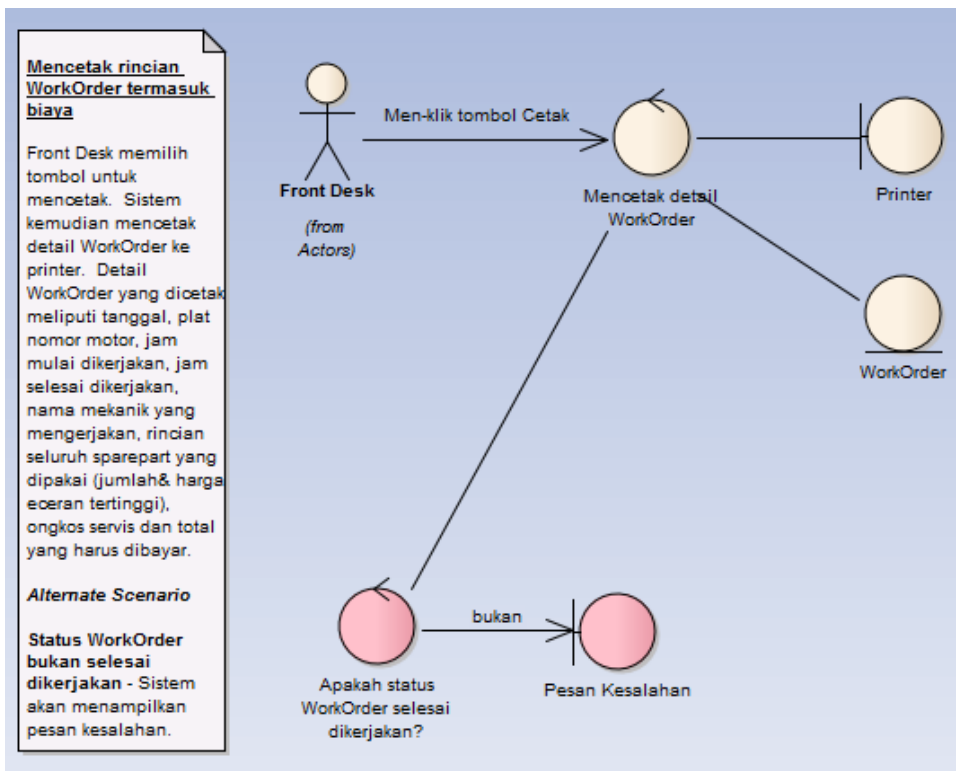 Mencetak rincian
WorkOrder termasuk
biaya
Front Desk memilih
tombol untuk
mencetak. Sistem
kemudian mencetak
detail WorkOrder ke
printer. Detail
WorkOrder yang dicetak
meliputi tanggal, plat
nomor motor, jam
mulai dikerjakan, jam
selesai dikerjakan,
nama mekanik yang
mengerjakan, rincian
seluruh sparepart yang
dipakai (jumlah& harga
eceran tertinggi),
ongkos servis dan total
yang harus dibayar.
Alternate Scenario
Status WorkOrder
bukan selesai
dikerjakan - Sistem
akan menampilkan
pesan kesalahan.
Men-klik tombol Cetak
Front Desk
(from
Actors)
Mencetak detail
WorkOrder
Printer
WorkOrder
bukan
Apakah status
WorkOrder selesai
dikerjakan?
Pesan Kesalahan